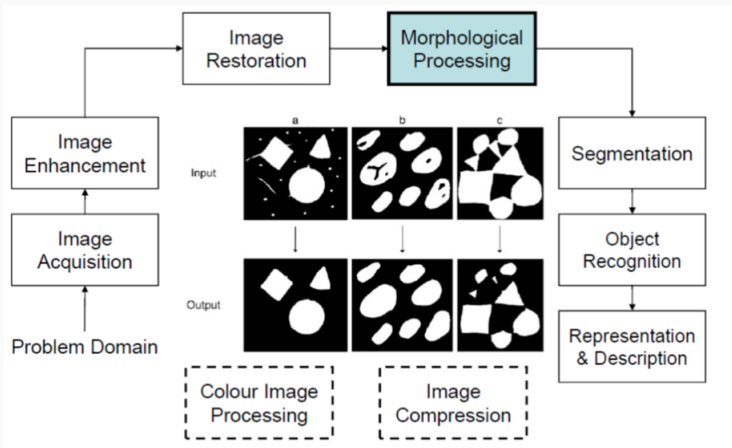 Image
Restoration
Morphological
Processing
Image
Enhancement
Segmentation
Image
Acquisition
Object
Recognition
Problem Domain
Representation
& Description
a
b
c
Input
Output
Colour Image
Processing
Image
Compression